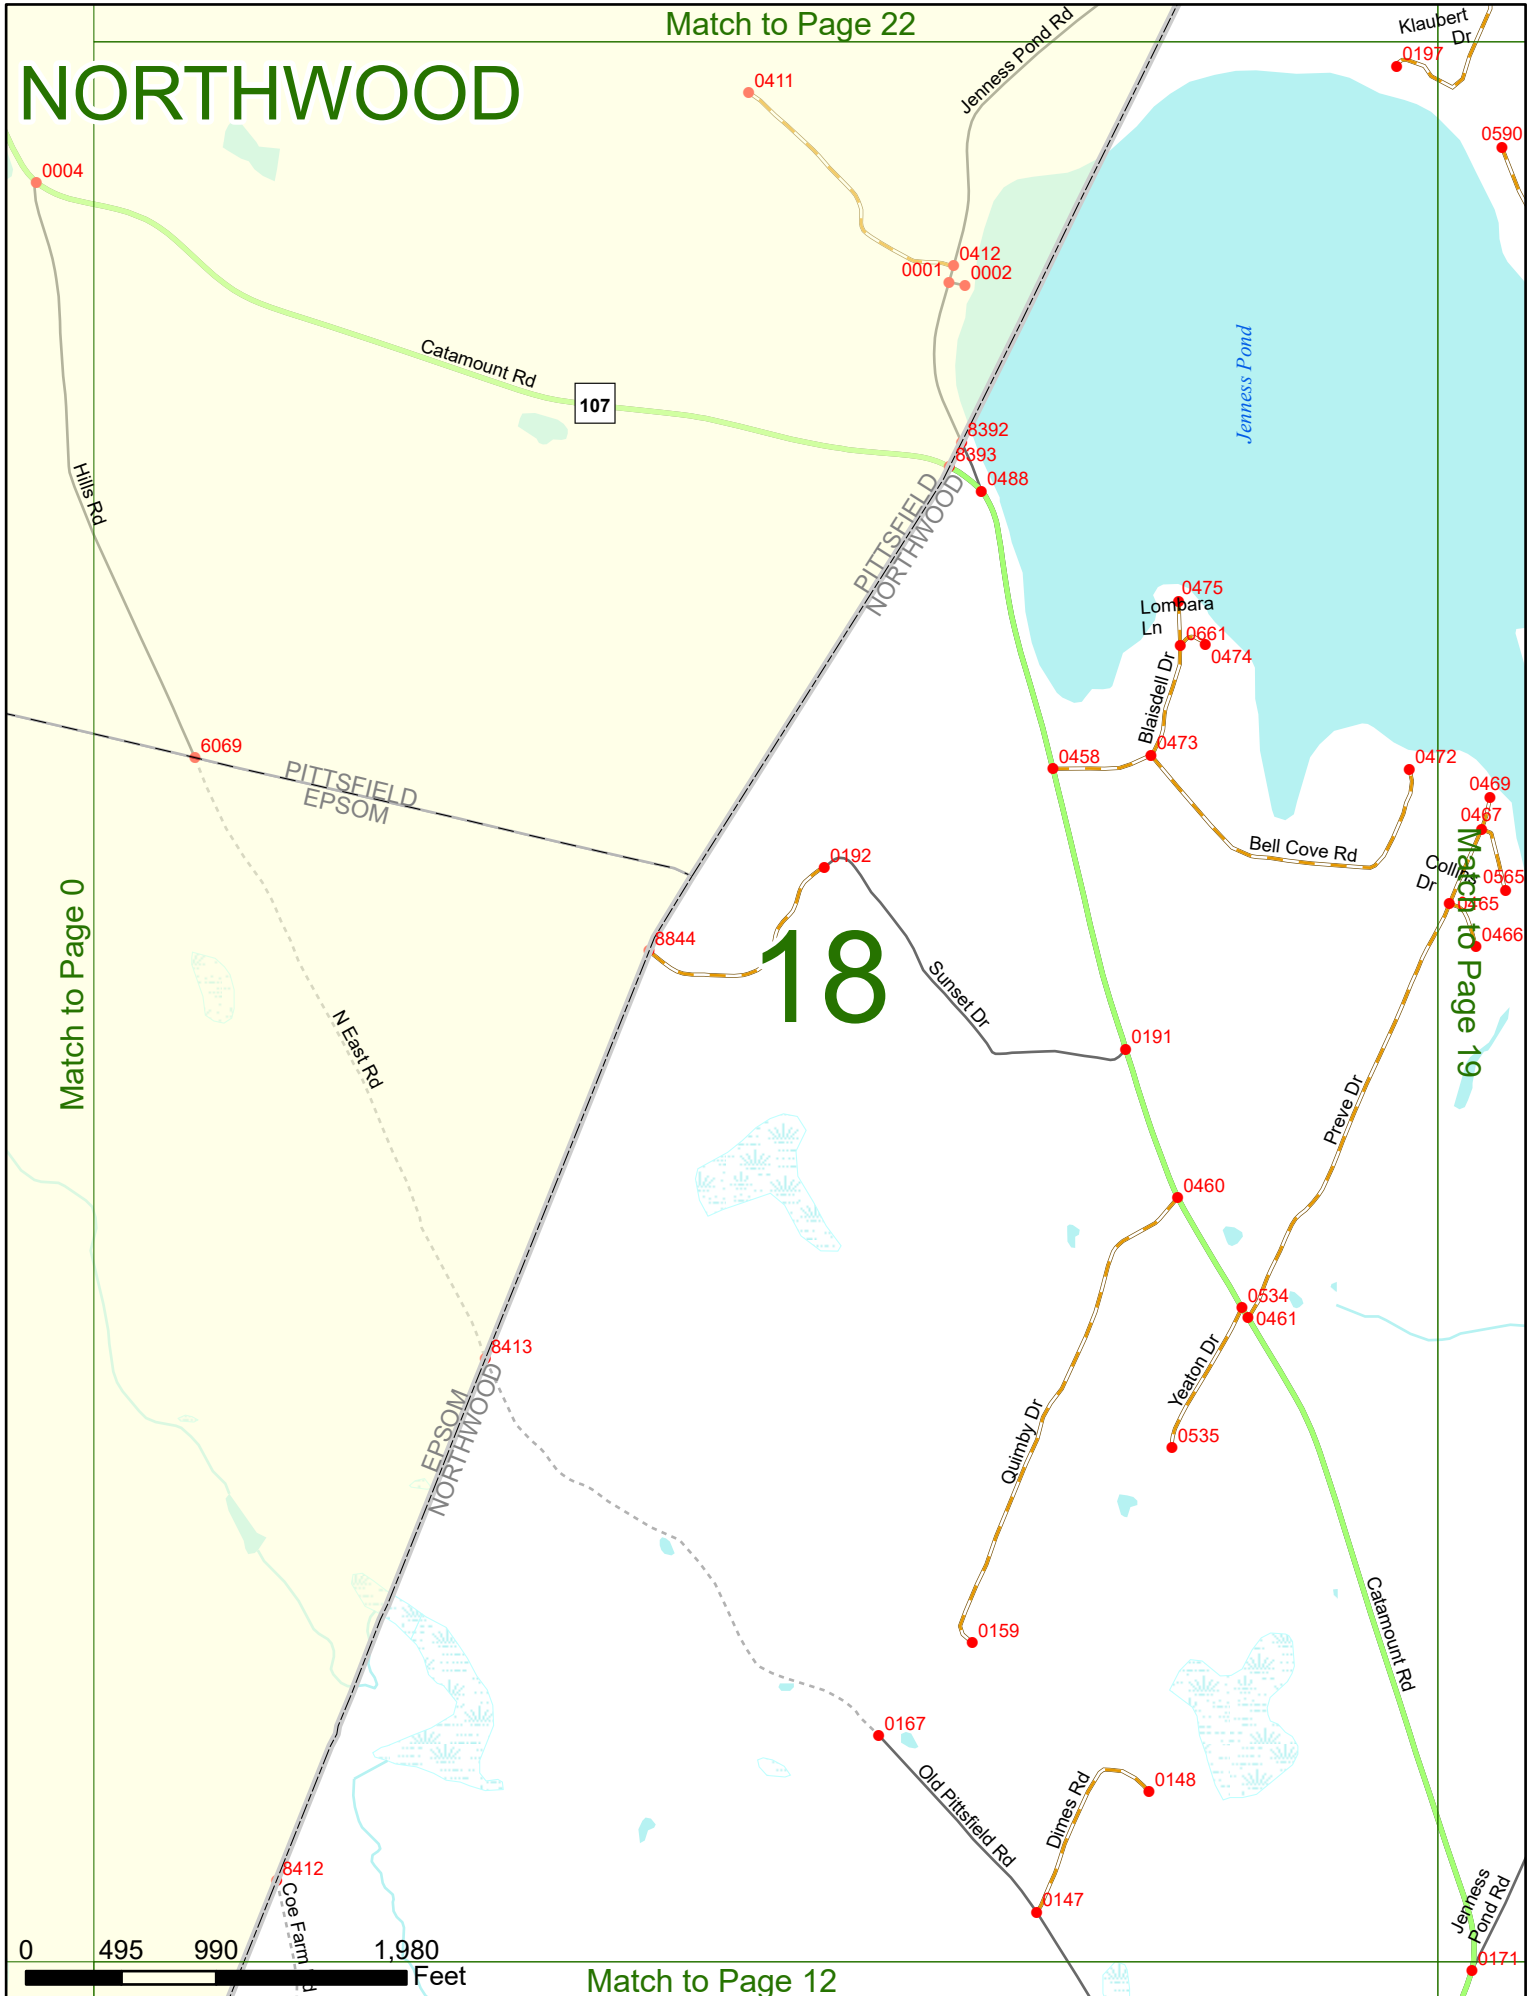 Match to Page 22
NORTHWOOD
Klaubert
Dr
0197
Jenness Pond Rd
0411
0590
0004
0412
0001
0002
Catamount Rd
107
Jenness Pond
8392
8393
0488
Hills Rd
PITTSFIELD
NORTHWOOD
0475
Lombara
Ln
0661
0474
Blaisdell Dr
6069
0473
0458
0472
PITTSFIELD
EPSOM
0469
0467
Bell Cove Rd
0192
Collins
Dr
0565
0465
0466
Match to Page 0
Match to Page 19
8844
18
Sunset Dr
N East Rd
0191
Preve Dr
0460
0534
0461
8413
Yeaton Dr
EPSOM
NORTHWOOD
Quimby Dr
0535
Catamount Rd
0159
0167
Old Pittsfield Rd
Dimes Rd
0148
8412
Coe Farm Rd
0147
Jenness
Pond Rd
0171
0 495 990 1,980
Feet
Match to Page 12